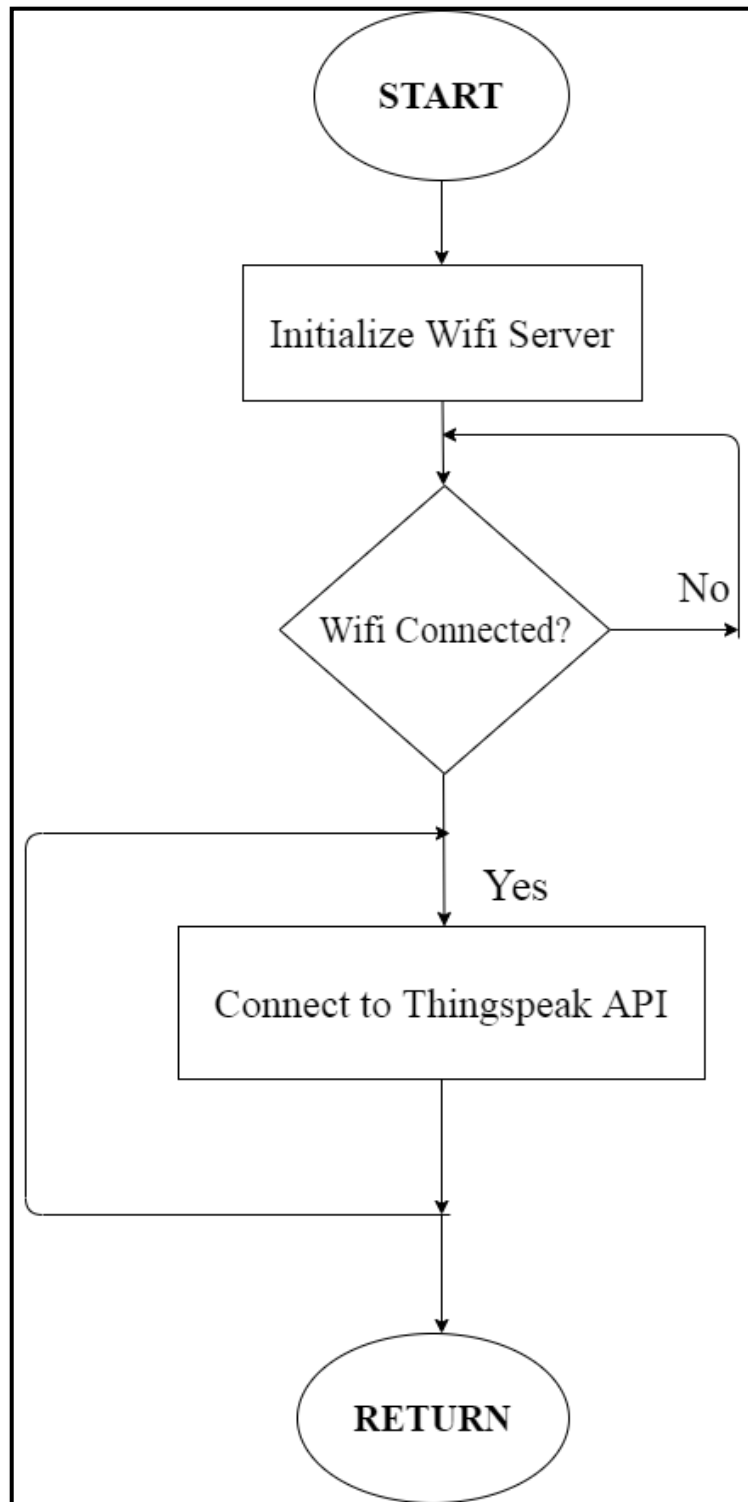 START
Initialize Wifi Server
No
Wifi Connected?
Yes
Connect to Thingspeak API
RETURN